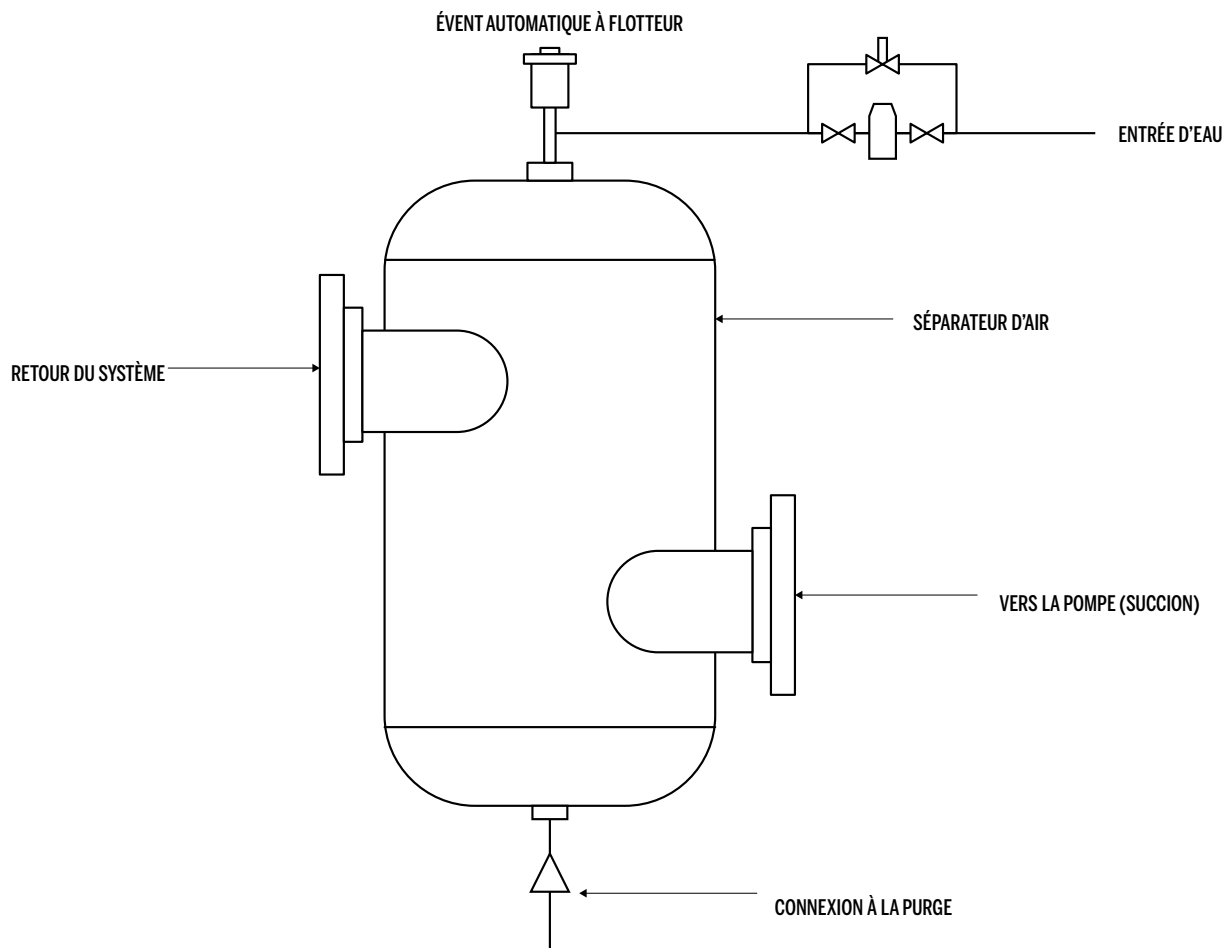 ÉVENT AUTOMATIQUE À FLOTTEUR
ENTRÉE D'EAU
SÉPARATEUR D'AIR
RETOUR DU SYSTÈME
VERS LA POMPE (SUCCION)
CONNEXION À LA PURGE